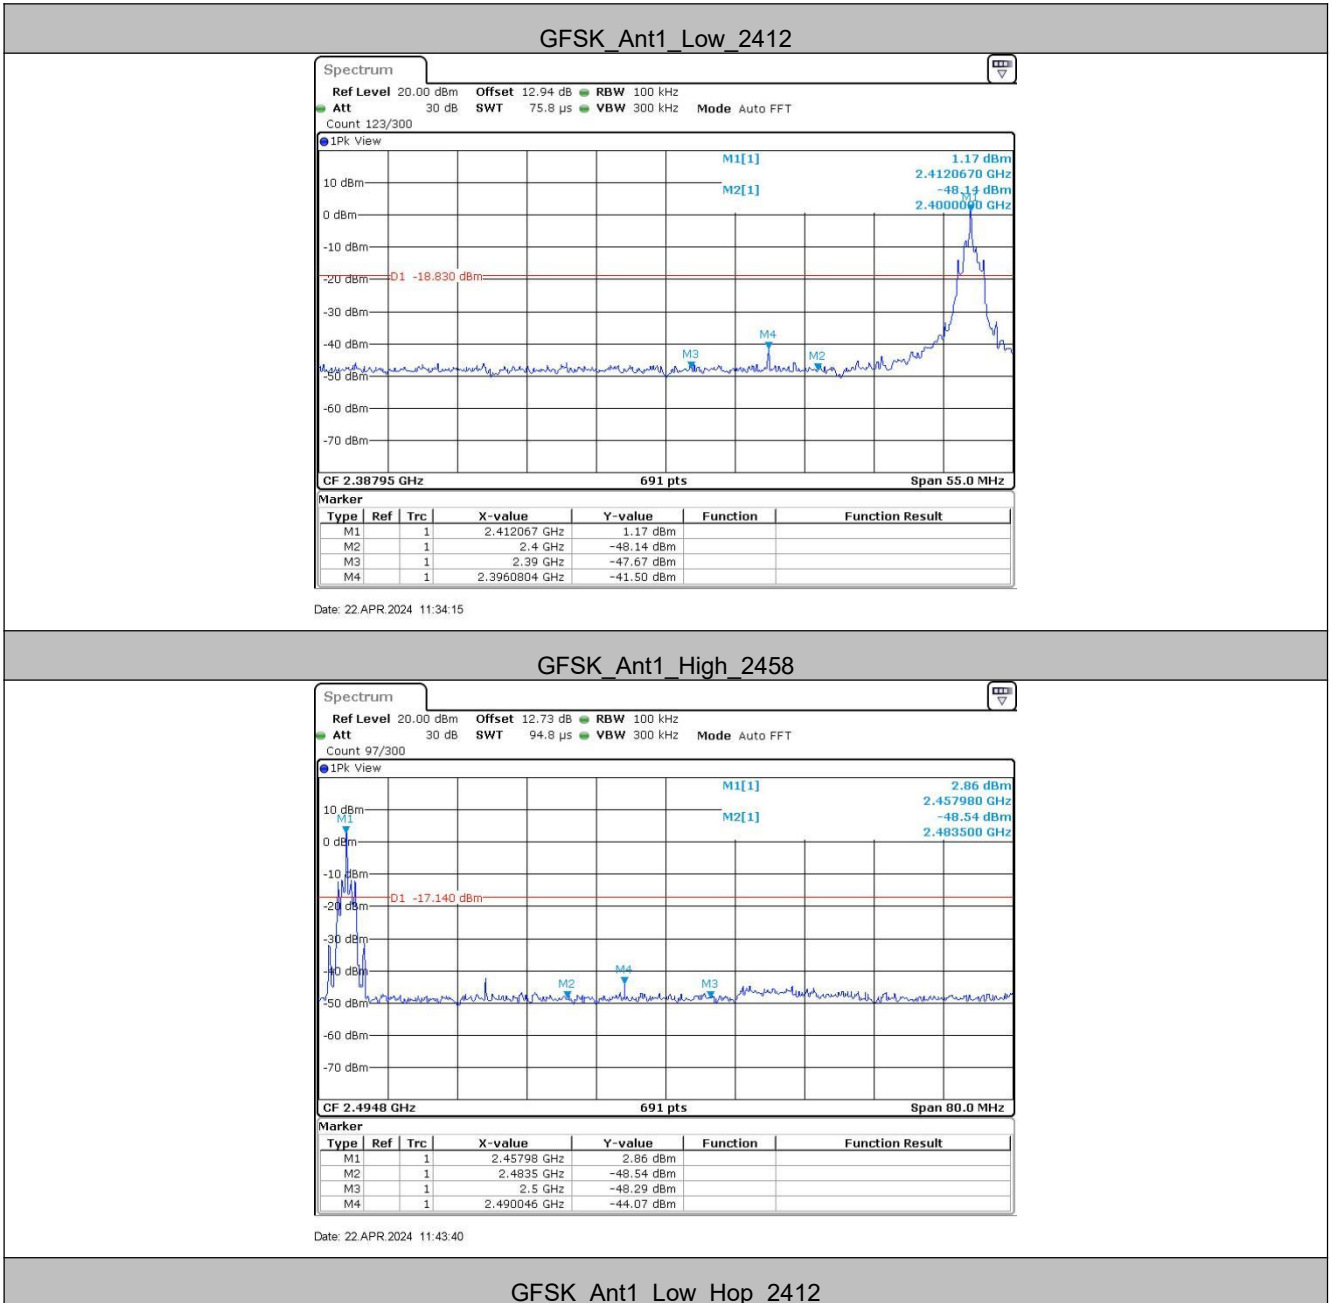 GFSK_Ant1_Low_2412
Spectrum
Ref Level 20.00 dBm Offset 12.94 dB RBW 100 kHz
Att 30 dB SWT 75.8 µs VBW 300 kHz Mode Auto FFT
Count 123/300
1Pk View
M1[1] 1.17 dBm
2.4120670 GHz
M2[1] -48.14 dBm
2.4000000 GHz
M1
10 dBm
0 dBm
-10 dBm
-20 dBm
D1 -18.830 dBm
-30 dBm
-40 dBm
M4
M3
M2
-50 dBm
-60 dBm
-70 dBm
CF 2.38795 GHz 691 pts Span 55.0 MHz
Marker
Type Ref Trc X-value Y-value Function Function Result
M1 1 2.412067 GHz 1.17 dBm
M2 1 2.4 GHz -48.14 dBm
M3 1 2.39 GHz -47.67 dBm
M4 1 2.3960804 GHz -41.50 dBm
Date: 22.APR.2024 11:34:15
GFSK_Ant1_High_2458
Spectrum
Ref Level 20.00 dBm Offset 12.73 dB RBW 100 kHz
Att 30 dB SWT 94.8 µs VBW 300 kHz Mode Auto FFT
Count 97/300
1Pk View
M1[1] 2.86 dBm
2.457980 GHz
M2[1] -48.54 dBm
2.483500 GHz
10 dBm
M1
0 dBm
-10 dBm
D1 -17.140 dBm
-20 dBm
-30 dBm
-40 dBm
M4
M2
M3
-50 dBm
-60 dBm
-70 dBm
CF 2.4948 GHz 691 pts Span 80.0 MHz
Marker
Type Ref Trc X-value Y-value Function Function Result
M1 1 2.45798 GHz 2.86 dBm
M2 1 2.4835 GHz -48.54 dBm
M3 1 2.5 GHz -48.29 dBm
M4 1 2.490046 GHz -44.07 dBm
Date: 22.APR.2024 11:43:40
GFSK_Ant1_Low_Hop_2412